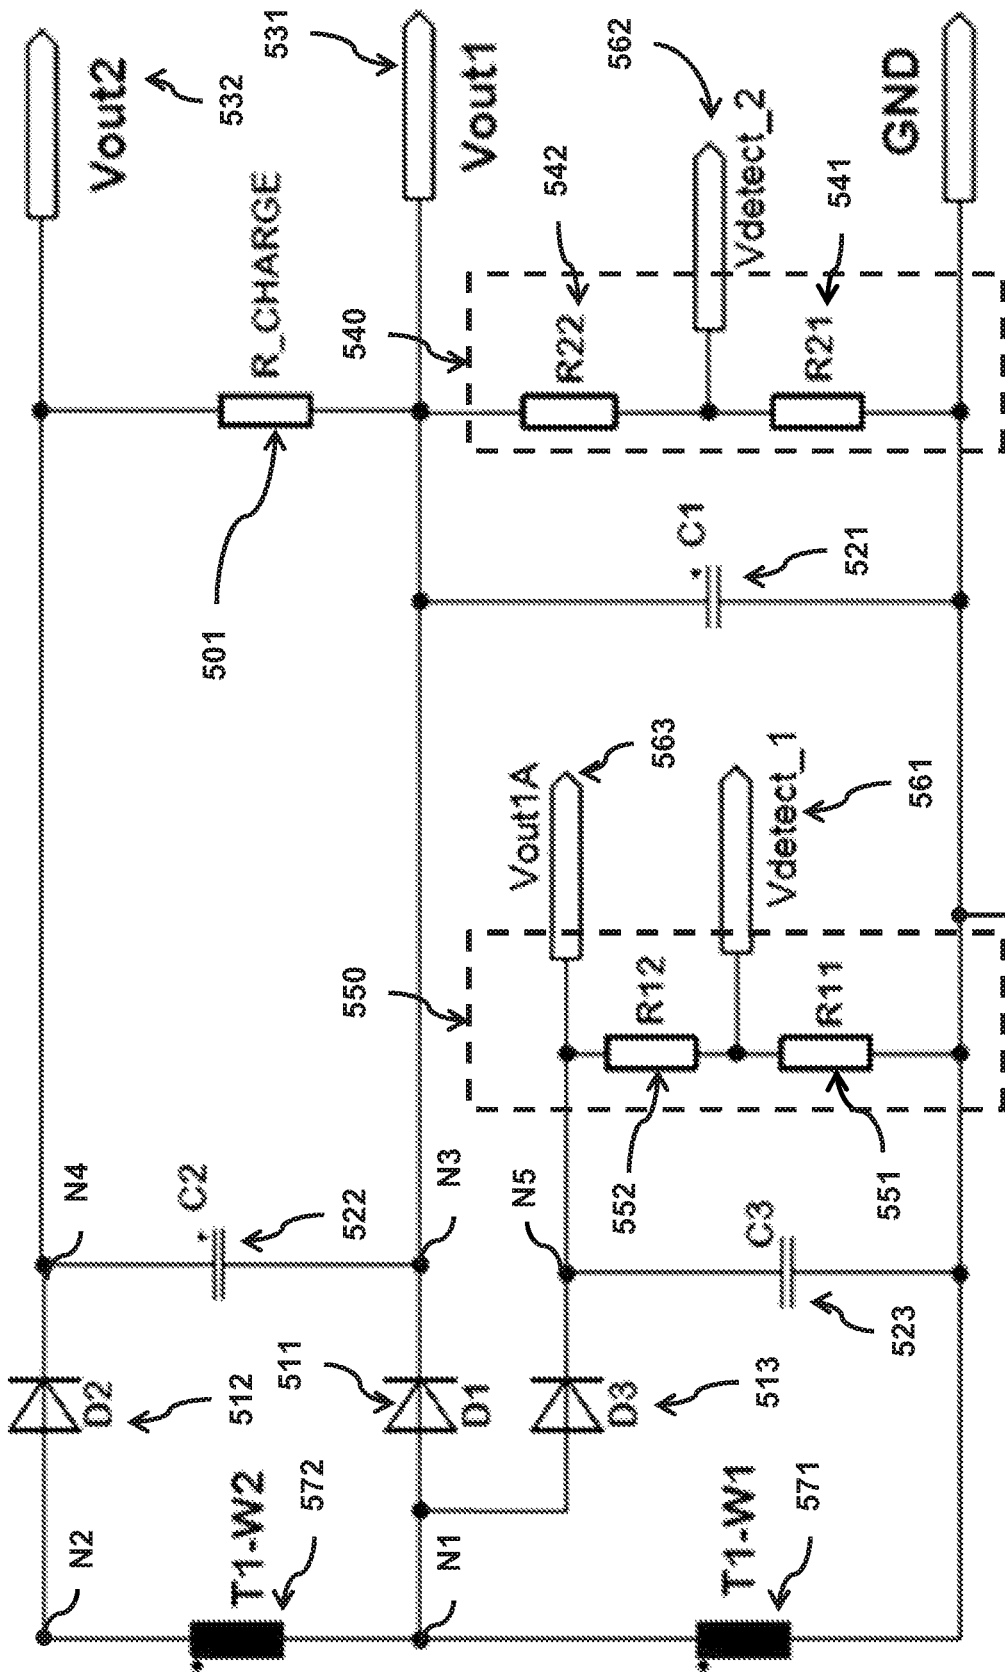 Vout2
532
531
Vout1
562
Vdetect_2
GND
R_CHARGE
540
542
R22
541
R21
501
C1
521
Vout1A
563
Vdetect_1
561
550
R12
R11
552
551
N4
C2
522
N3
N5
C3
523
D2
512
511
D1
D3
513
N2
T1-W2
572
N1
T1-W1
571